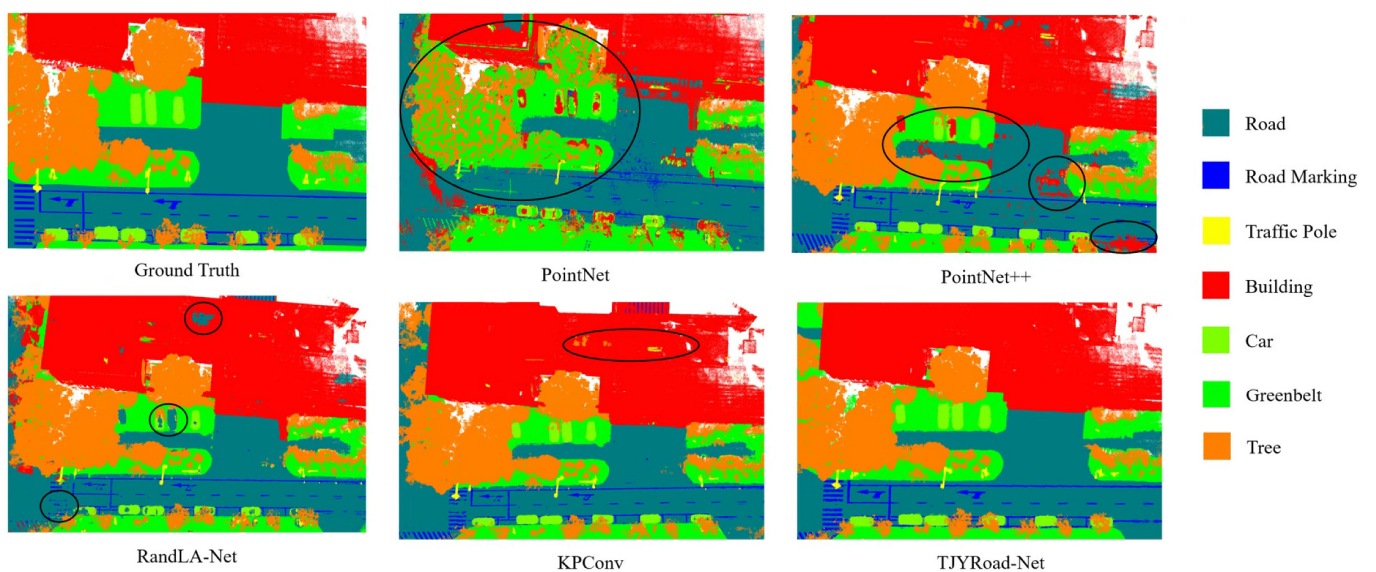 Ground Truth
PointNet
PointNet++
RandLA-Net
KPConv
TJYRoad-Net
Road
Road Marking
Traffic Pole
Building
Car
Greenbelt
Tree